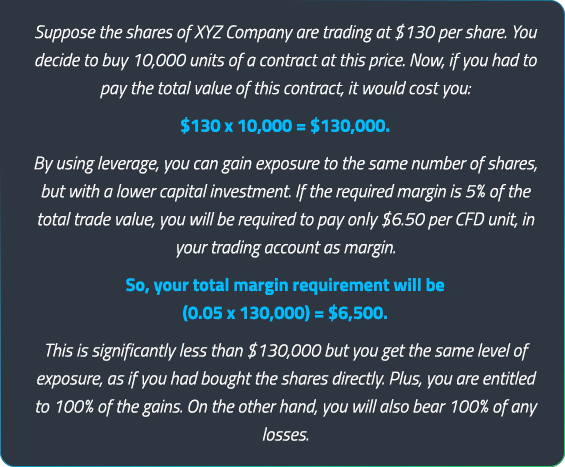 Suppose the shares of XYZ Company are trading at $130 per share. You
decide to buy 10,000 units of a contract at this price. Now, if you had to
pay the total value of this contract, it would cost you:
$130 x 10,000 = $130,000.
By using leverage, you can gain exposure to the same number of shares,
but with a lower capital investment. If the required margin is 5% of the
total trade value, you will be required to pay only $6.50 per CFD unit, in
your trading account as margin.
So, your total margin requirement will be
(0.05 x 130,000) = $6,500.
This is significantly less than $130,000 but you get the same level of
exposure, as if you had bought the shares directly. Plus, you are entitled
to 100% of the gains. On the other hand, you will also bear 100% of any
losses.